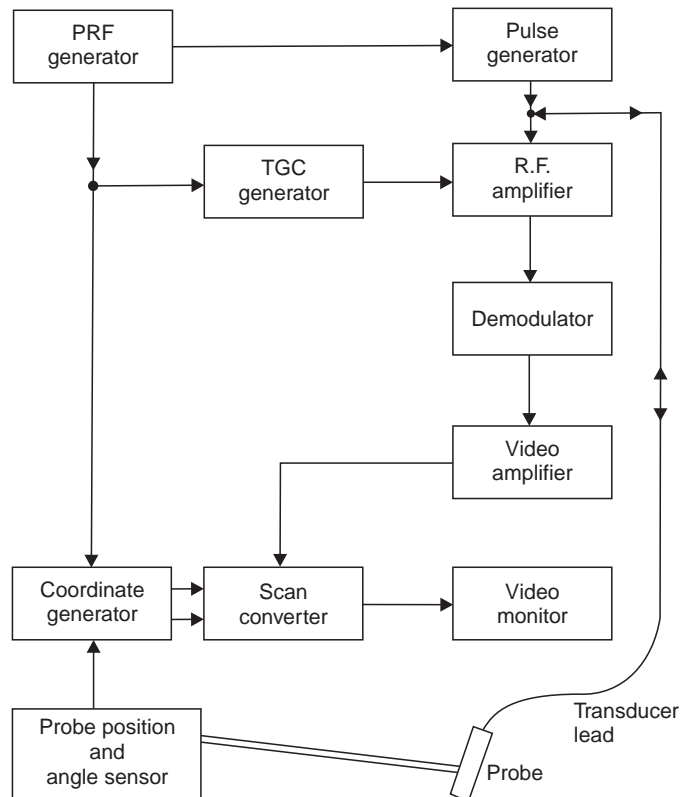 PRF
generator
Pulse
generator
TGC
generator
R.F.
amplifier
Demodulator
Video
amplifier
Coordinate
generator
Scan
converter
Video
monitor
Probe position
and
angle sensor
Probe
Transducer
lead